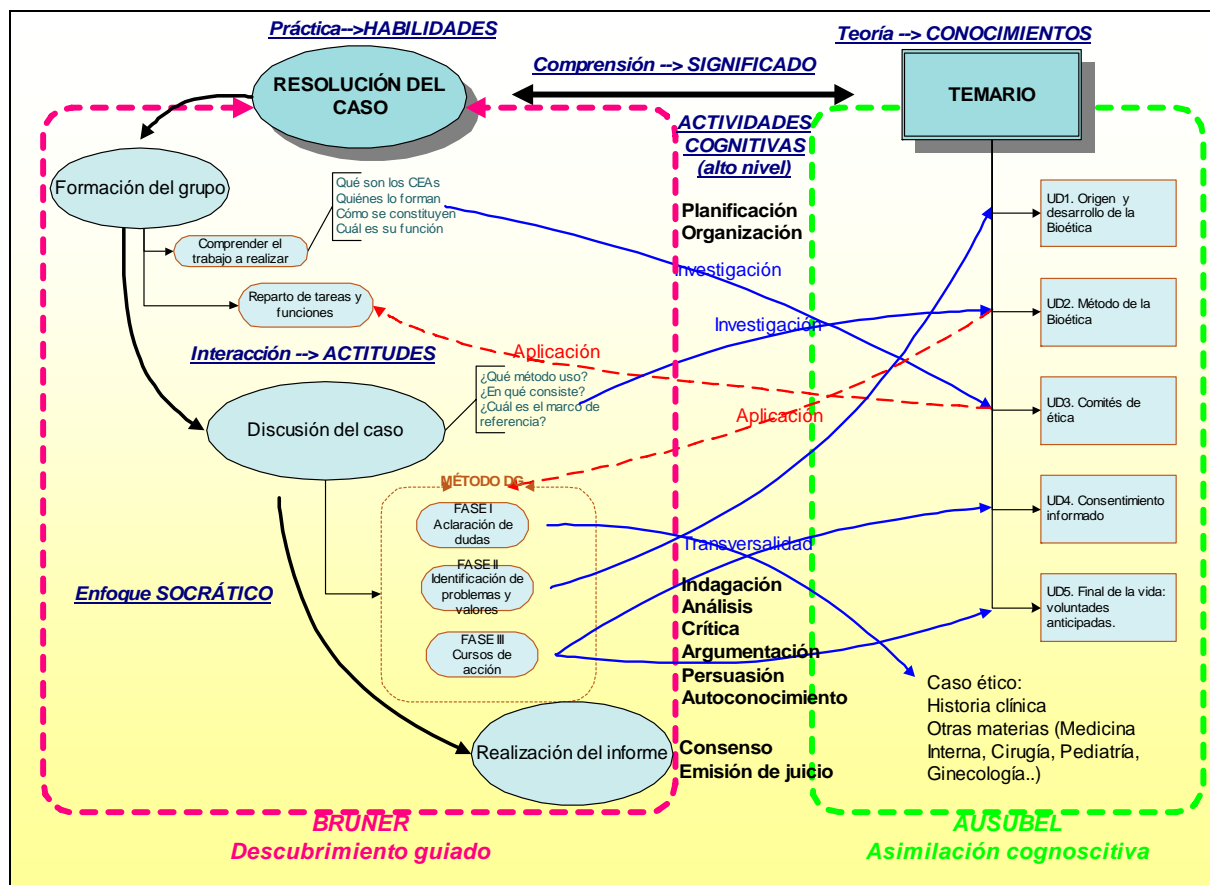 Práctica-->HABILIDADES
Teoría --> CONOCIMIENTOS
Comprensión --> SIGNIFICADO
RESOLUCIÓN DEL
CASO
TEMARIO
ACTIVIDADES
COGNITIVAS
(alto nivel)
Formación del grupo
Qué son los CEAs
Quiénes lo forman
Cómo se constituyen
Cuál es su función
Comprender el
trabajo a realizar
Reparto de tareas y
funciones
Planificación
Organización
Investigación
Investigación
Aplicación
Aplicación
Interacción --> ACTITUDES
¿Qué método uso?
¿En qué consiste?
¿Cuál es el marco de
referencia?
Discusión del caso
MÉTODO DG
FASE I
Aclaración de
dudas
FASE II
Identificación de
problemas y
valores
FASE III
Cursos de
acción
Enfoque SOCRÁTICO
Transversalidad
Indagación
Análisis
Crítica
Argumentación
Persuasión
Autoconocimiento
Realización del informe
Consenso
Emisión de juicio
UD1. Origen y
desarrollo de la
Bioética
UD2. Método de la
Bioética
UD3. Comités de
ética
UD4. Consentimiento
informado
UD5. Final de la vida:
voluntades
anticipadas.
Caso ético:
Historia clínica
Otras materias (Medicina
Interna, Cirugía, Pediatría,
Ginecología..)
BRUNER
Descubrimiento guiado
AUSUBEL
Asimilación cognoscitiva